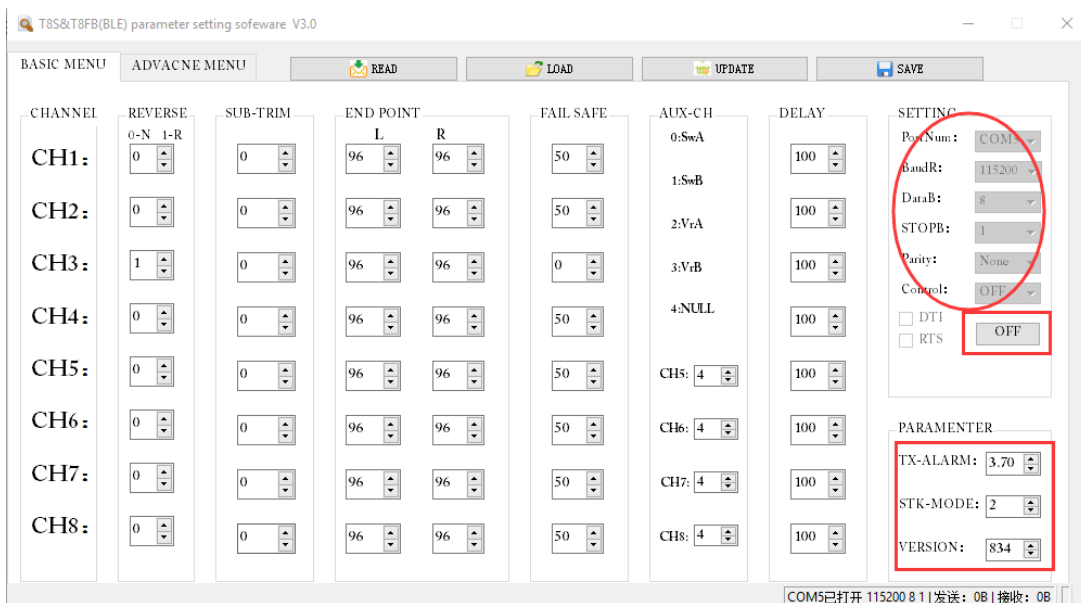 T8S&T8FB(BLE) parameter setting sofeware V3.0
BASIC MENU ADVACNE MENU READ LOAD UPDATE SAVE
CHANNEL REVERSE SUB-TRIM END POINT FAIL SAFE AUX-CH DELAY SETTING
0-N 1-R L R 0:SwA PortNum: COM5
CH1: 0 0 96 96 50 100
1:SwB BaudR: 115200
CH2: 0 0 96 96 50 2:VrA 100 DataB: 8
STOPB: 1
CH3: 1 0 96 96 0 3:VrB 100 Parity: None
Control: OFF
CH4: 0 0 96 96 50 4:NULL 100 DTI OFF
RTS
CH5: 0 0 96 96 50 CH5: 4 100
CH6: 0 0 96 96 50 CH6: 4 100 PARAMENTER
TX-ALARM: 3.70
CH7: 0 0 96 96 50 CH7: 4 100 STK-MODE: 2
CH8: 0 0 96 96 50 CH8: 4 100 VERSION: 834
COM5已打开 115200 8 1 | 发送: 0B | 接收: 0B